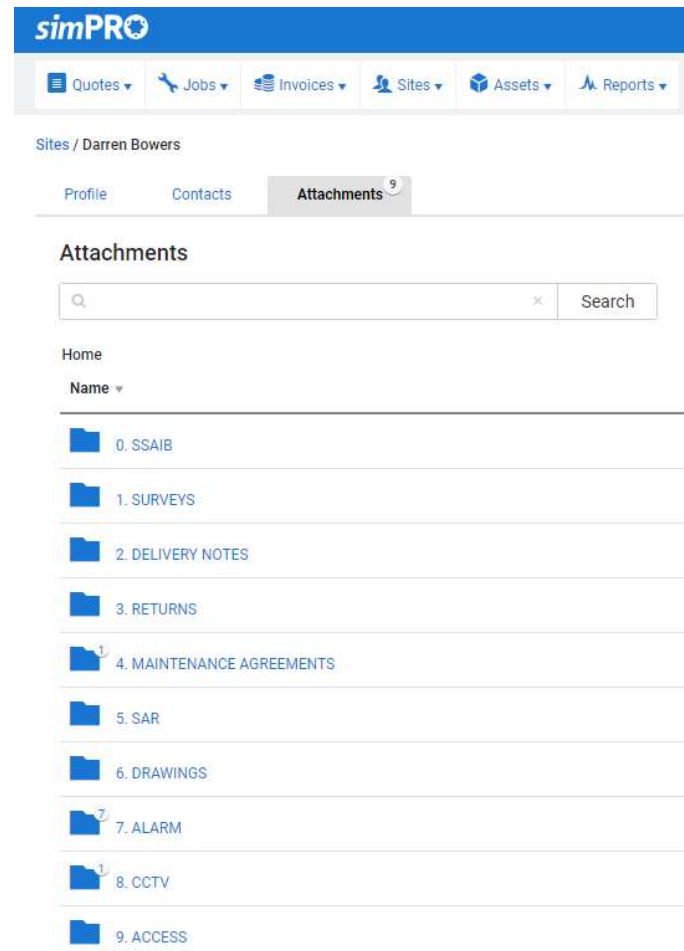 simPRO
Quotes Jobs Invoices Sites Assets Reports
Sites / Darren Bowers
Profile Contacts Attachments 9
Attachments
Search
Home
Name
0. SSAIB
1. SURVEYS
2. DELIVERY NOTES
3. RETURNS
1 4. MAINTENANCE AGREEMENTS
5. SAR
6. DRAWINGS
7 7. ALARM
1 8. CCTV
9. ACCESS